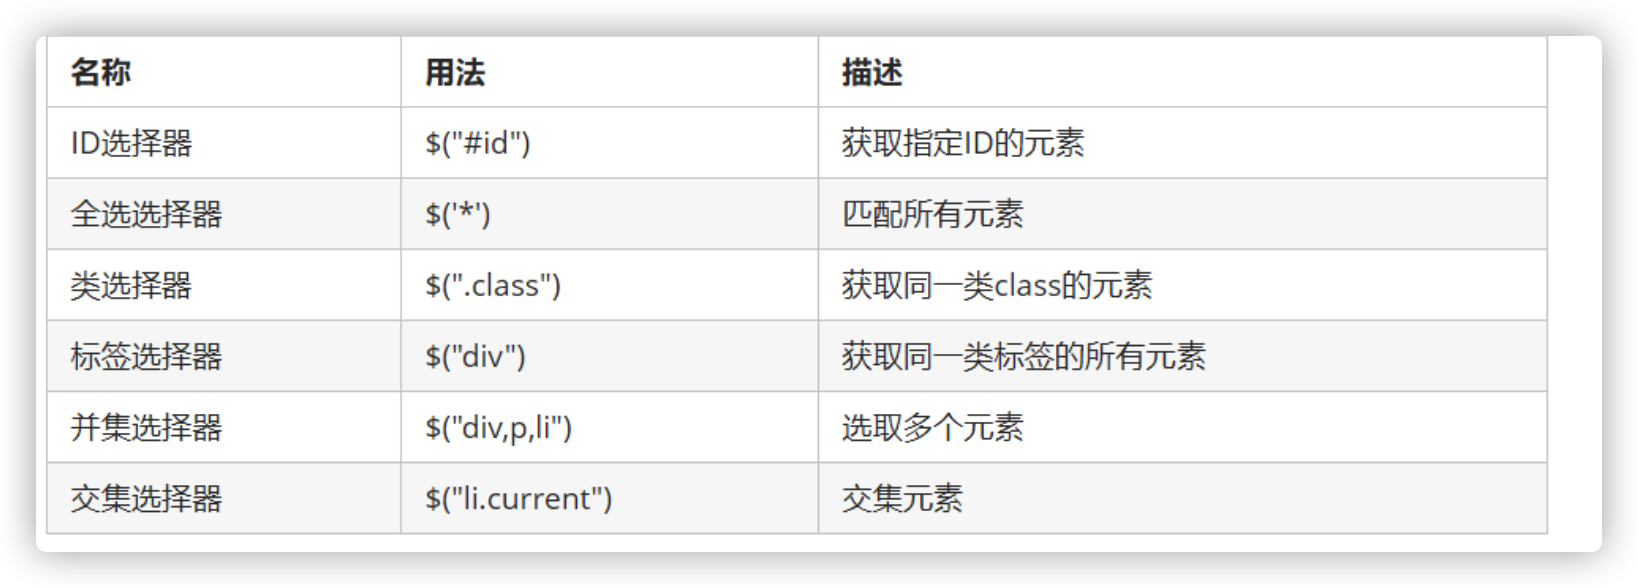 名称 用法 描述
ID选择器 $("#id") 获取指定ID的元素
全选选择器 $('*') 匹配所有元素
类选择器 $(".class") 获取同一类class的元素
标签选择器 $("div") 获取同一类标签的所有元素
并集选择器 $("div,p,li") 选取多个元素
交集选择器 $("li.current") 交集元素